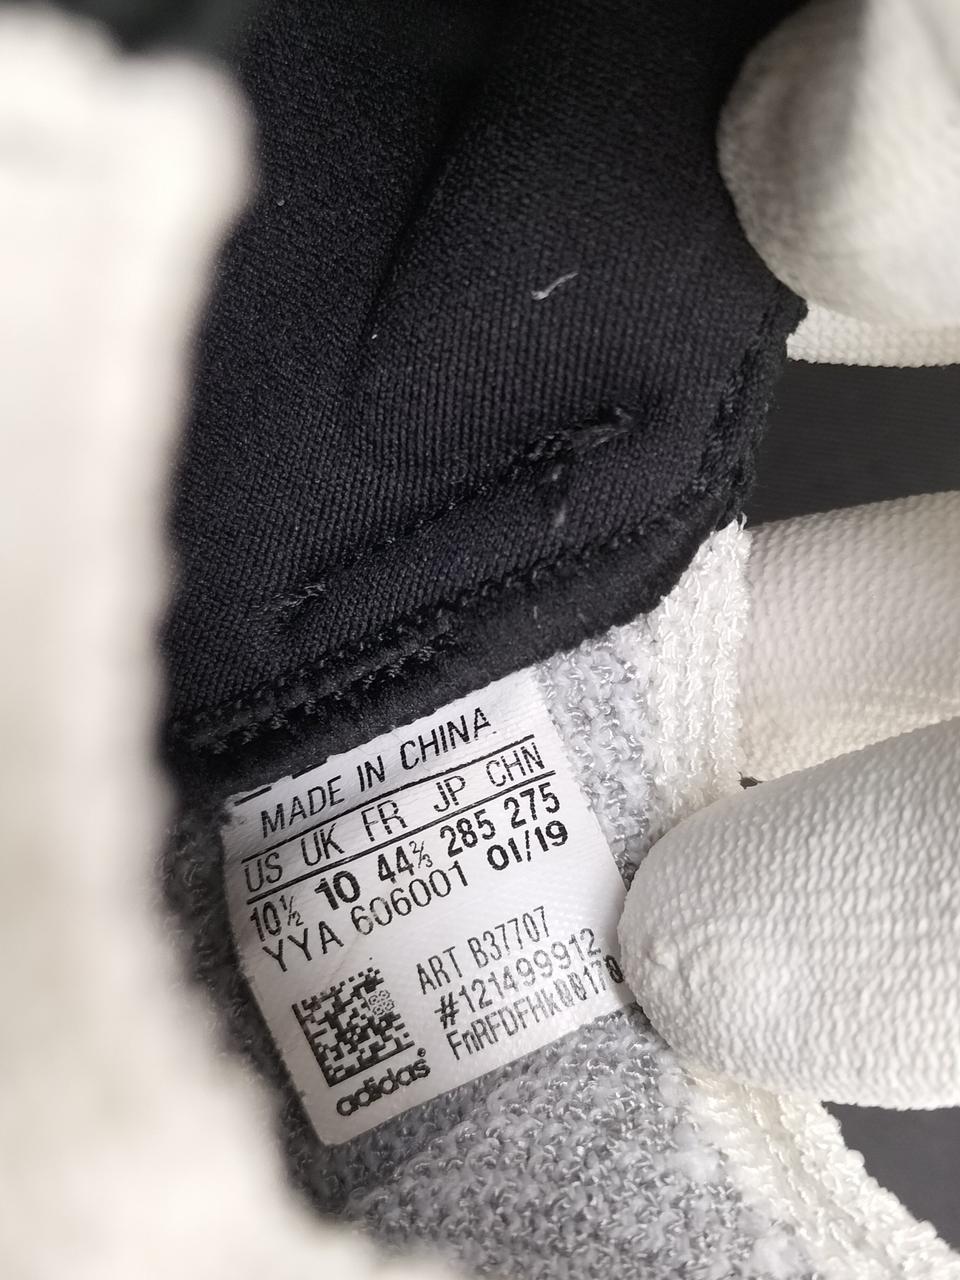 MADE IN CHINA
US UK FR JP CHN
10½ 10 44⅔ 285 275
YYA 606001 01/19
ART B37707
#121499912
FnRFDFHk00170
adidas®